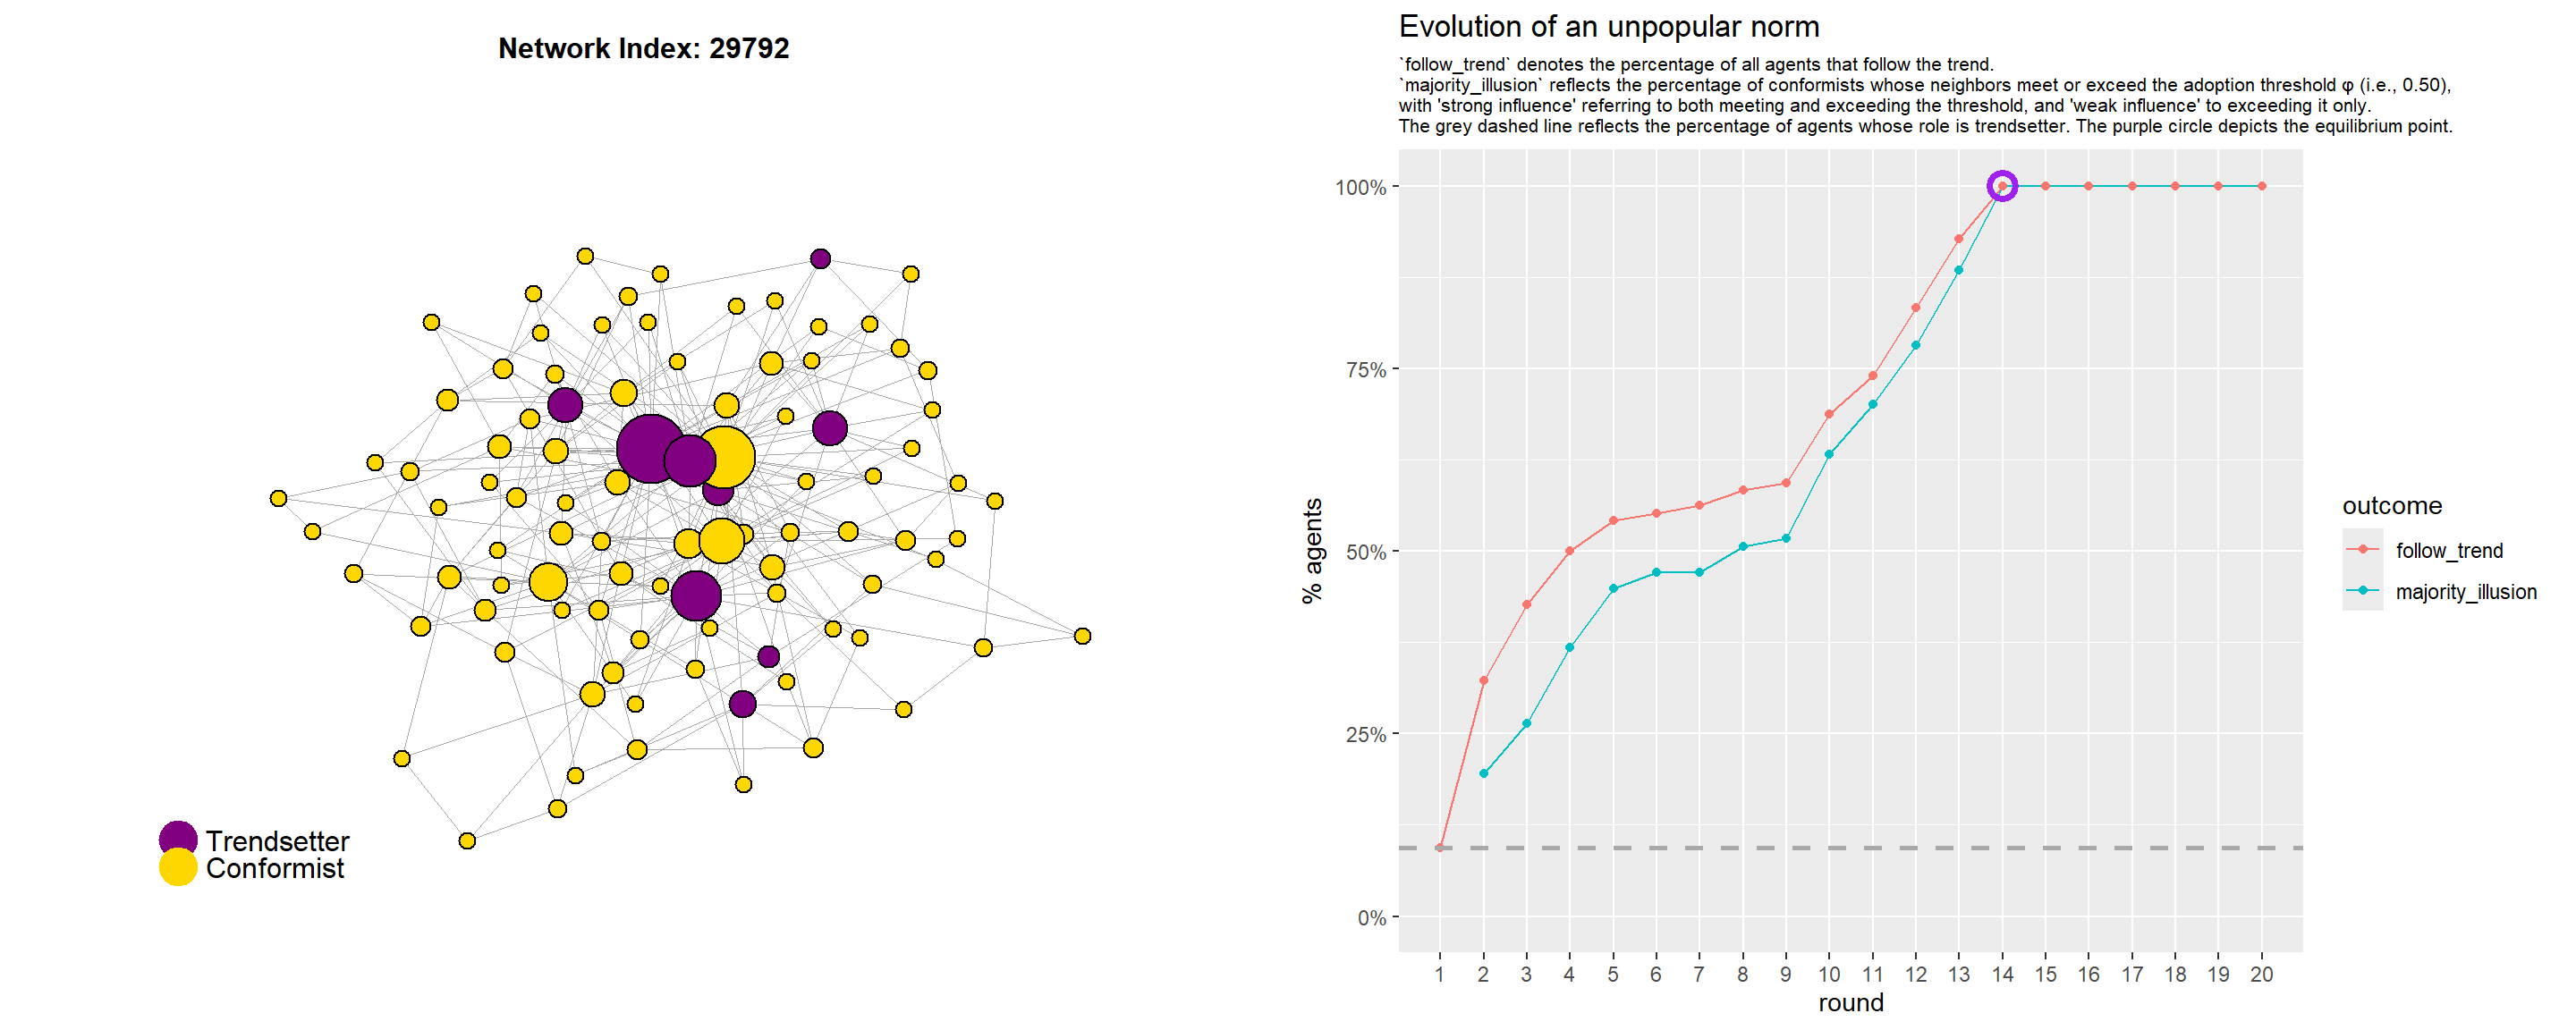 Network Index: 29792
Trendsetter
Conformist
Evolution of an unpopular norm
`follow_trend` denotes the percentage of all agents that follow the trend.
`majority_illusion` reflects the percentage of conformists whose neighbors meet or exceed the adoption threshold φ (i.e., 0.50),
with 'strong influence' referring to both meeting and exceeding the threshold, and 'weak influence' to exceeding it only.
The grey dashed line reflects the percentage of agents whose role is trendsetter. The purple circle depicts the equilibrium point.
% agents
100%
75%
50%
25%
0%
1 2 3 4 5 6 7 8 9 10 11 12 13 14 15 16 17 18 19 20
round
outcome
follow_trend
majority_illusion